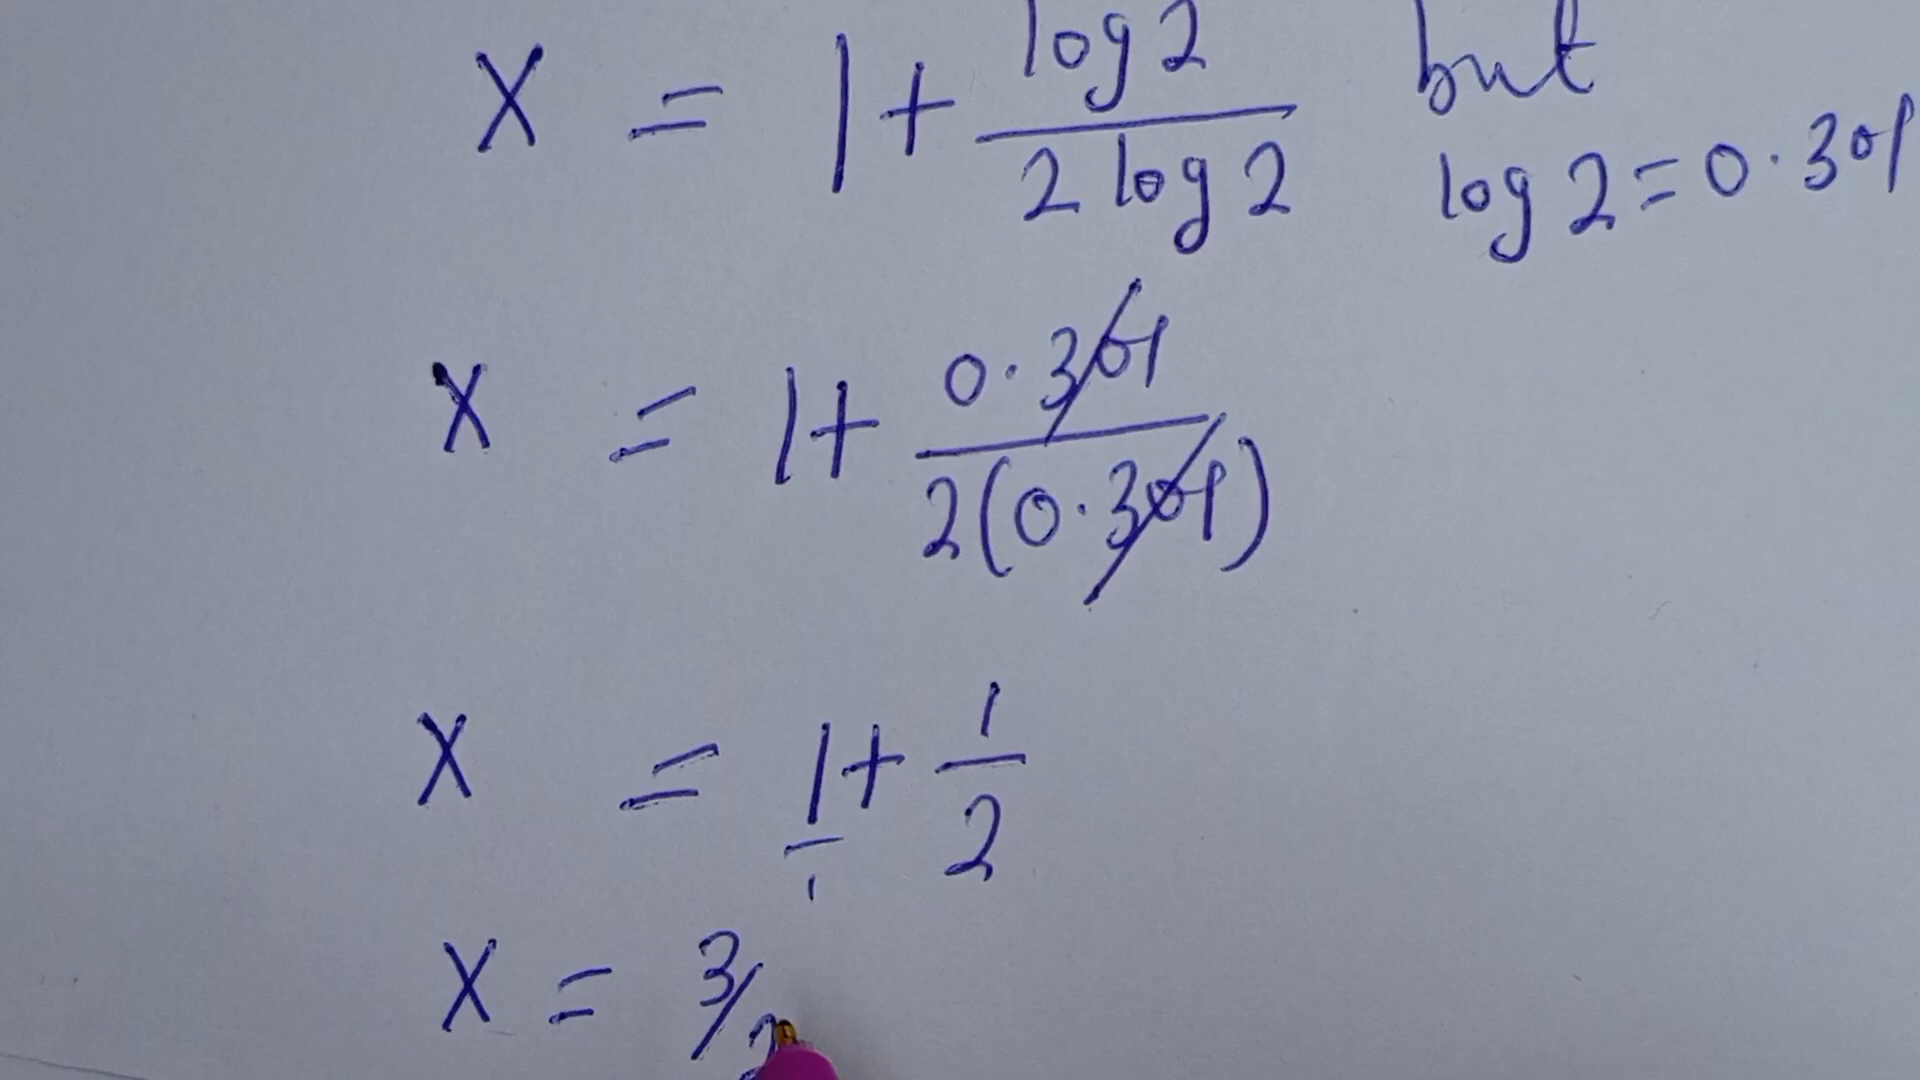 X = 1 + log 2 / 2 log 2 but
log 2 = 0.301
X = 1 + 0.301 / 2(0.301)
X = 1/1 + 1/2
X = 3/2